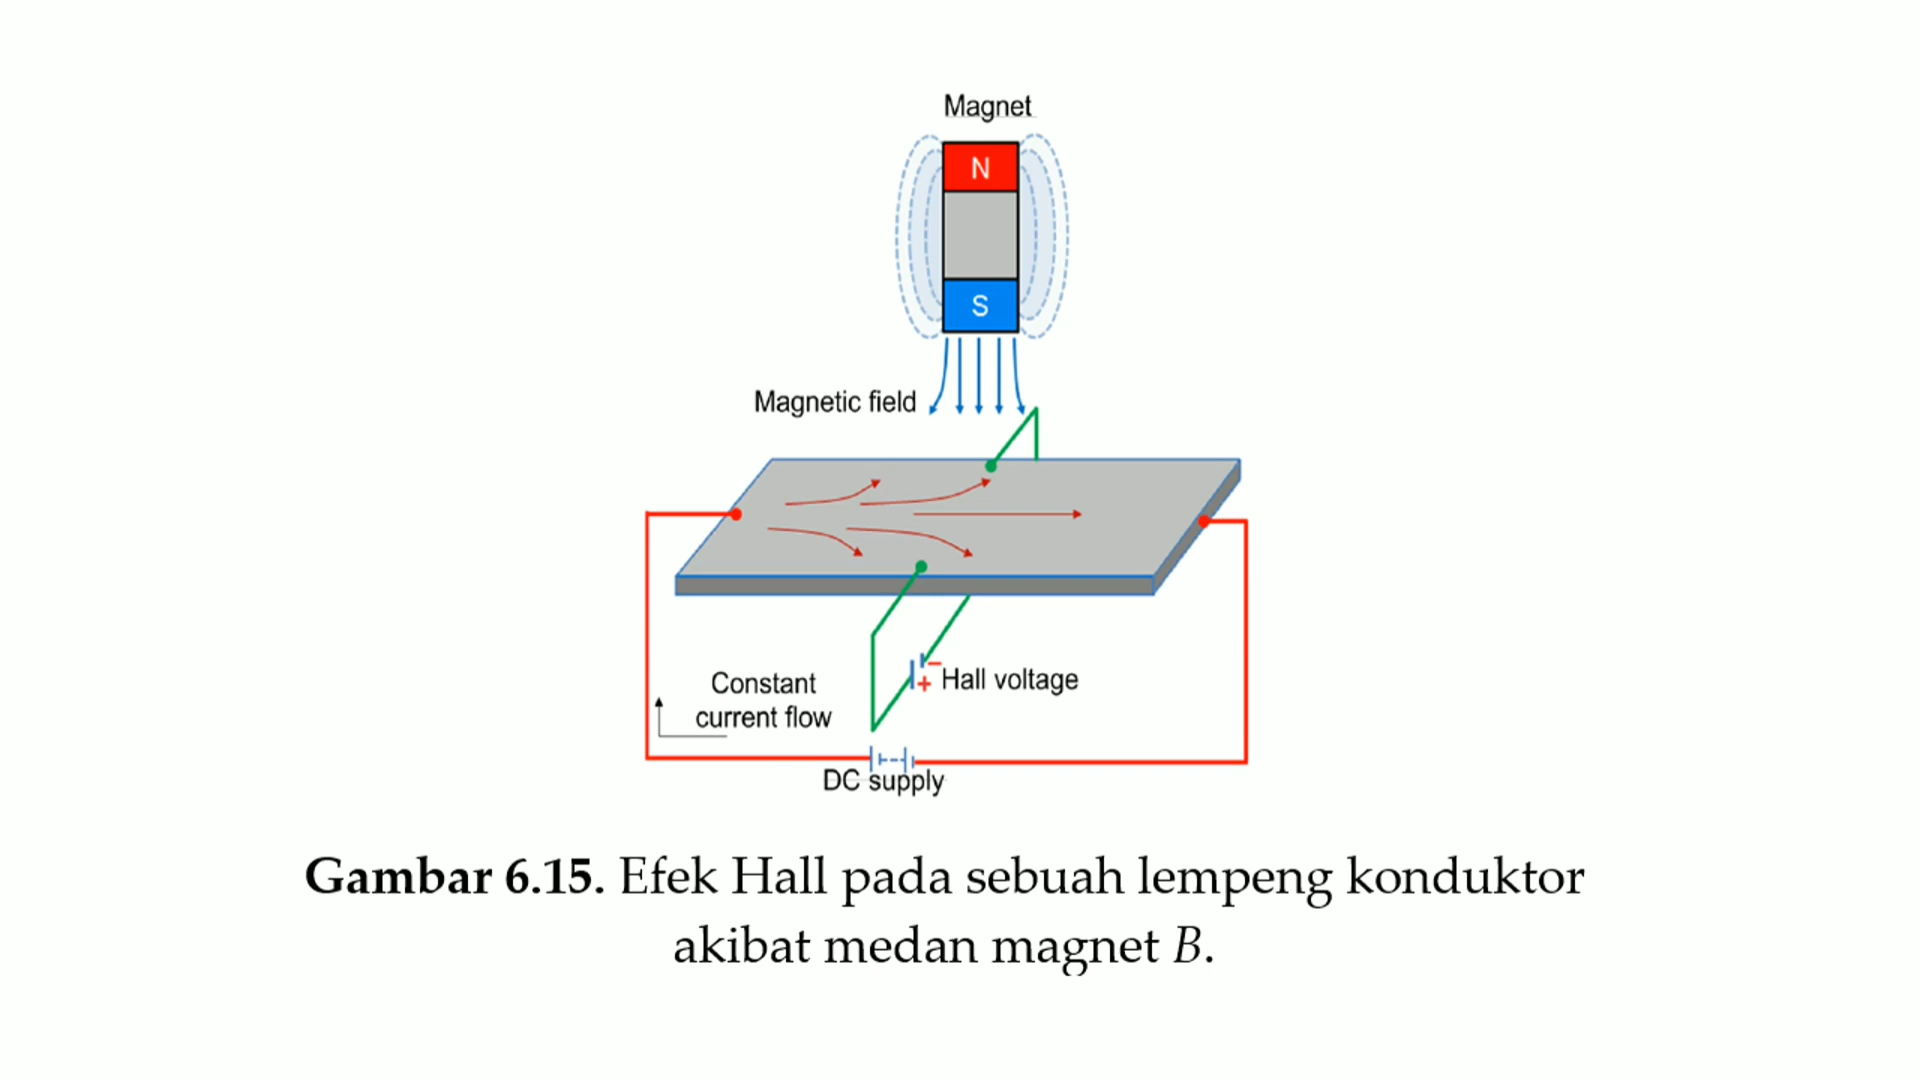 Magnet
N
S
Magnetic field
− 
+ Hall voltage
Constant
current flow
DC supply
Gambar 6.15. Efek Hall pada sebuah lempeng konduktor
akibat medan magnet B.